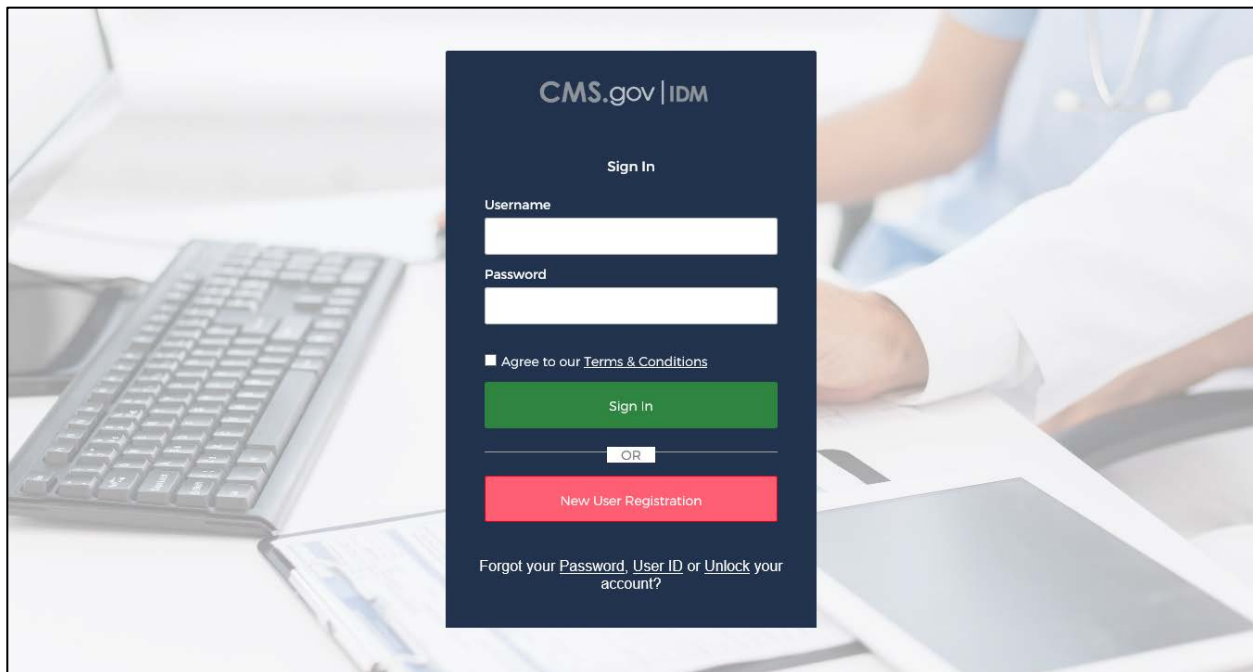 CMS.gov|IDM
Sign In
Username
Password
Agree to our Terms & Conditions
Sign In
OR
New User Registration
Forgot your Password, User ID or Unlock your
account?